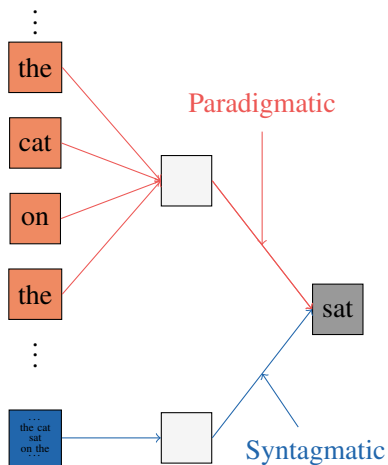 ⋮
the
Paradigmatic
cat
on
the
sat
⋮
...
the cat
sat
on the
...
Syntagmatic